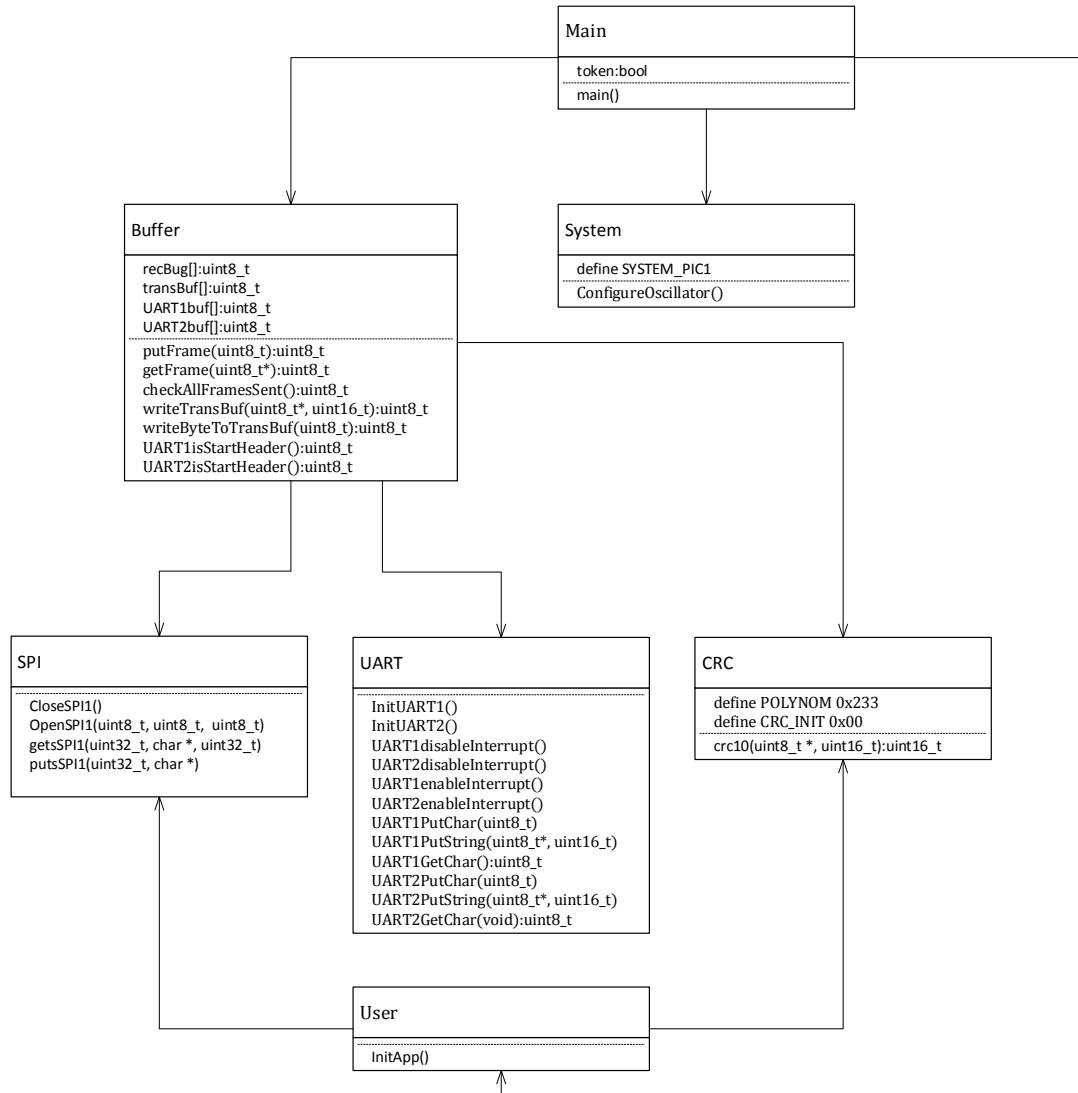 Main
token:bool
main()
Buffer
recBug[]:uint8_t
transBuf[]:uint8_t
UART1buf[]:uint8_t
UART2buf[]:uint8_t
putFrame(uint8_t):uint8_t
getFrame(uint8_t*):uint8_t
checkAllFramesSent():uint8_t
writeTransBuf(uint8_t*, uint16_t):uint8_t
writeByteToTransBuf(uint8_t):uint8_t
UART1isStartHeader():uint8_t
UART2isStartHeader():uint8_t
System
define SYSTEM_PIC1
ConfigureOscillator()
SPI
CloseSPI1()
OpenSPI1(uint8_t, uint8_t, uint8_t)
getsSPI1(uint32_t, char *, uint32_t)
putsSPI1(uint32_t, char *)
UART
InitUART1()
InitUART2()
UART1disableInterrupt()
UART2disableInterrupt()
UART1enableInterrupt()
UART2enableInterrupt()
UART1PutChar(uint8_t)
UART1PutString(uint8_t*, uint16_t)
UART1GetChar():uint8_t
UART2PutChar(uint8_t)
UART2PutString(uint8_t*, uint16_t)
UART2GetChar(void):uint8_t
CRC
define POLYNOM 0x233
define CRC_INIT 0x00
crc10(uint8_t *, uint16_t):uint16_t
User
InitApp()